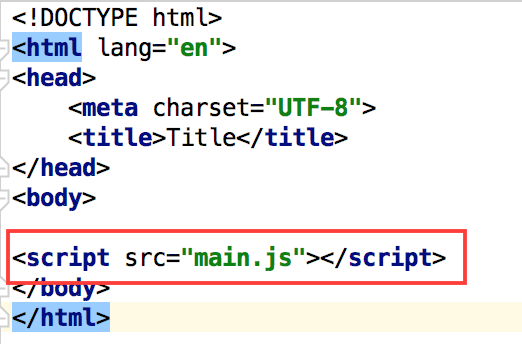 <!DOCTYPE html>
<html lang="en">
<head>
    <meta charset="UTF-8">
    <title>Title</title>
</head>
<body>

<script src="main.js"></script>
</body>
</html>